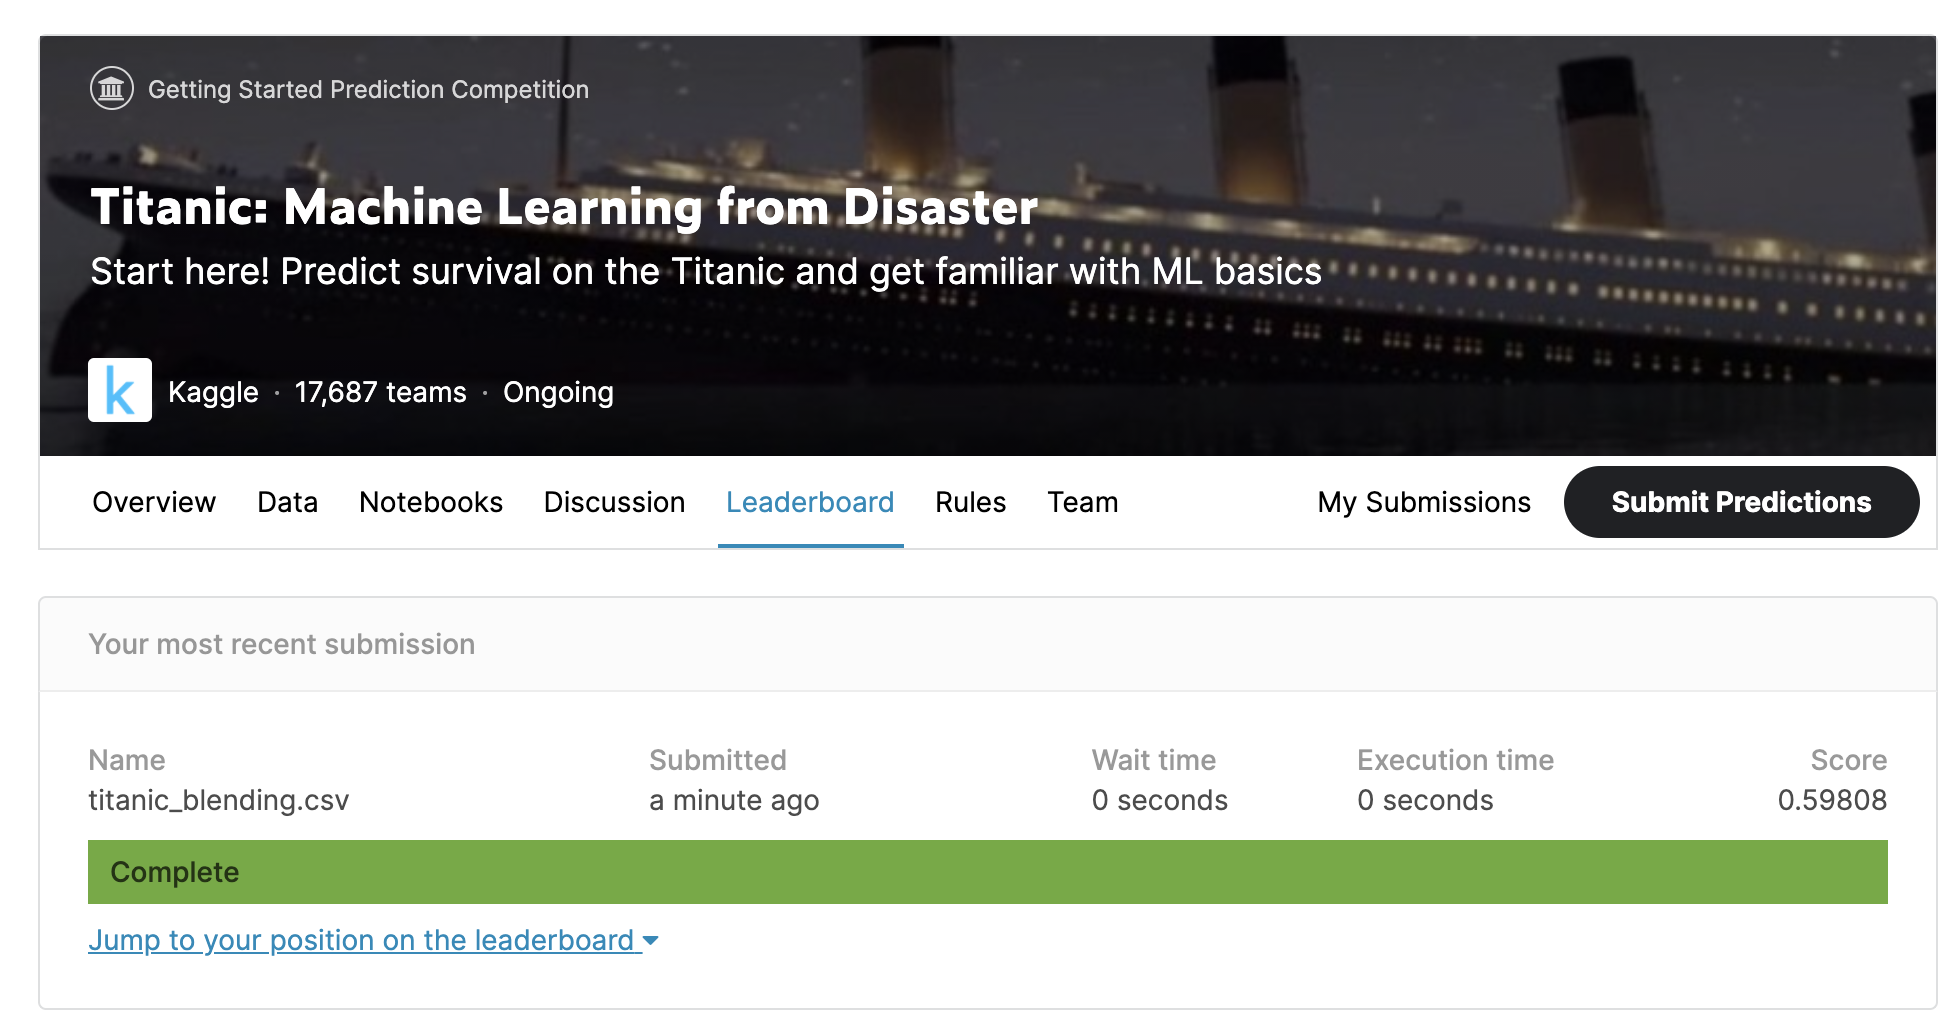 Getting Started Prediction Competition
Titanic: Machine Learning from Disaster
Start here! Predict survival on the Titanic and get familiar with ML basics
k
Kaggle · 17,687 teams · Ongoing
Overview Data Notebooks Discussion Leaderboard Rules Team My Submissions Submit Predictions
Your most recent submission
Name Submitted Wait time Execution time Score
titanic_blending.csv a minute ago 0 seconds 0 seconds 0.59808
Complete
Jump to your position on the leaderboard